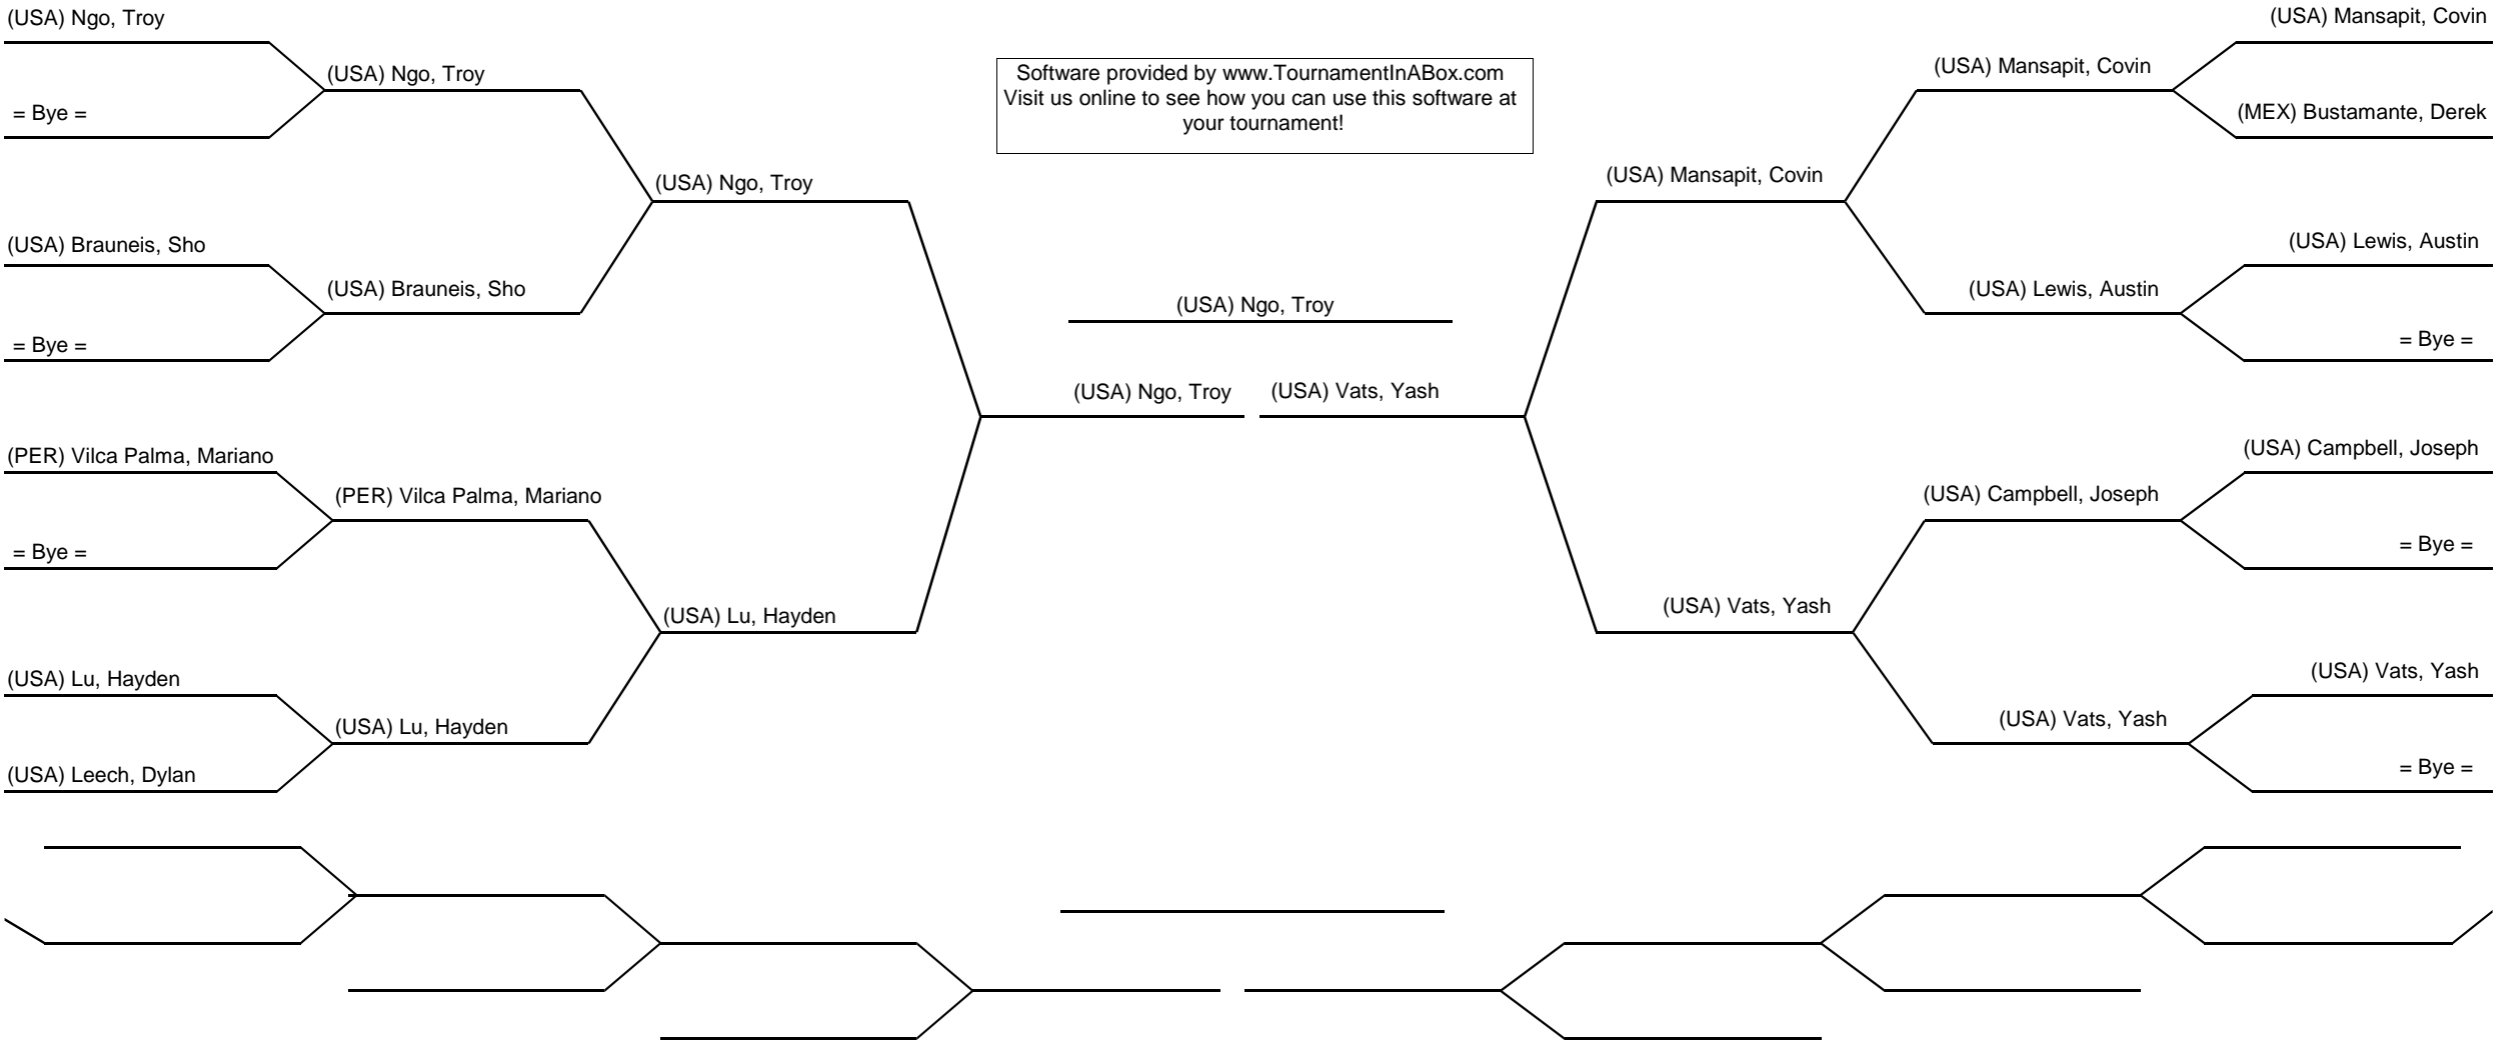 (USA) Ngo, Troy
= Bye =
(USA) Brauneis, Sho
= Bye =
(PER) Vilca Palma, Mariano
= Bye =
(USA) Lu, Hayden
(USA) Leech, Dylan
(USA) Ngo, Troy
(USA) Brauneis, Sho
(PER) Vilca Palma, Mariano
(USA) Lu, Hayden
(USA) Ngo, Troy
(USA) Lu, Hayden
Software provided by www.TournamentInABox.com
Visit us online to see how you can use this software at
your tournament!
(USA) Ngo, Troy
(USA) Ngo, Troy
(USA) Vats, Yash
(USA) Mansapit, Covin
(USA) Vats, Yash
(USA) Mansapit, Covin
(USA) Lewis, Austin
(USA) Campbell, Joseph
(USA) Vats, Yash
(USA) Mansapit, Covin
(MEX) Bustamante, Derek
(USA) Lewis, Austin
= Bye =
(USA) Campbell, Joseph
= Bye =
(USA) Vats, Yash
= Bye =